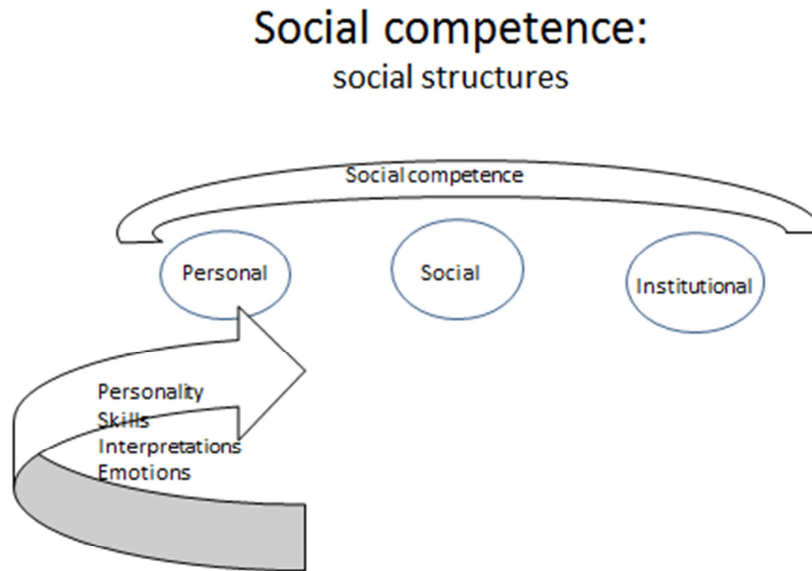 Social competence:
social structures
Social competence
Personal
Social
Institutional
Personality
Skills
Interpretations
Emotions